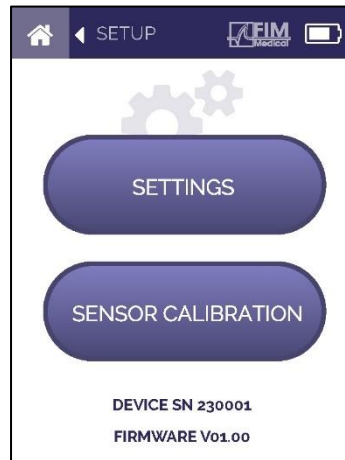 SETUP
FIM
Medical
SETTINGS
SENSOR CALIBRATION
DEVICE SN 230001
FIRMWARE V01.00